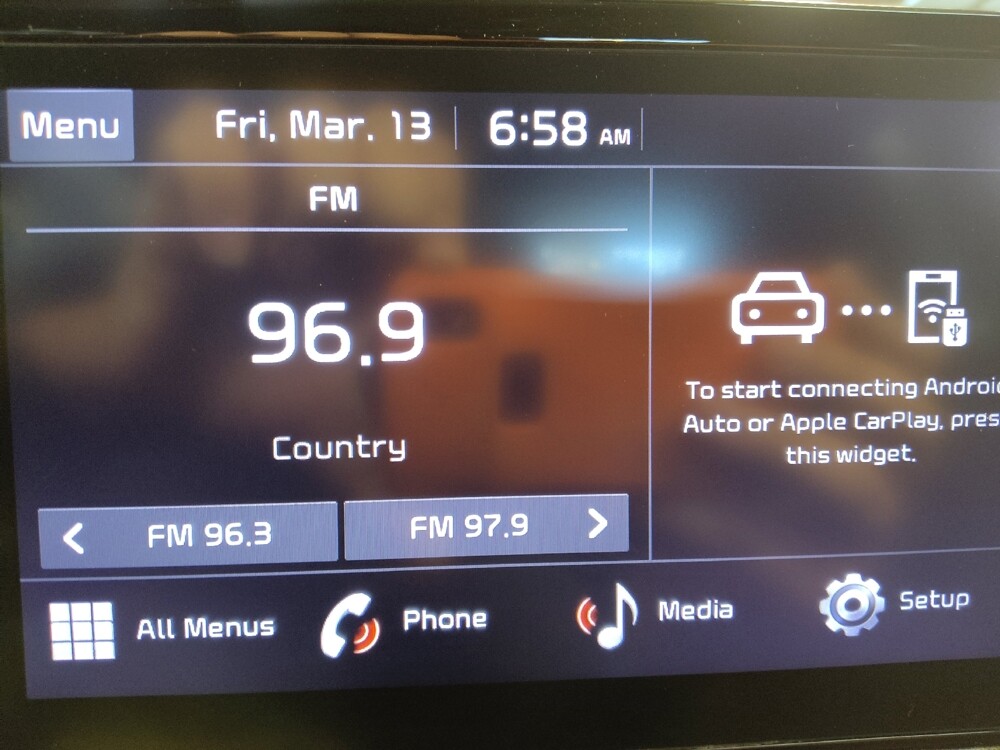 Menu
Fri, Mar. 13
6:58 AM
FM
96.9
Country
FM 96.3
FM 97.9
To start connecting Androi
Auto or Apple CarPlay, pres
this widget.
All Menus
Phone
Media
Setup